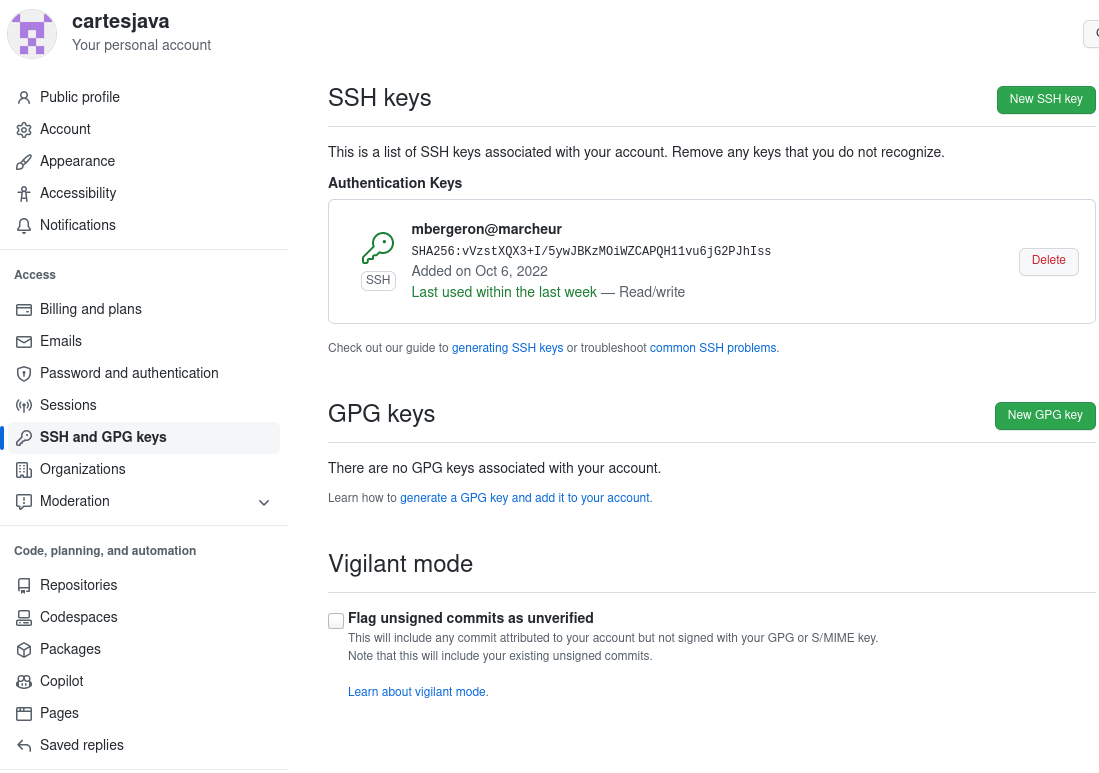 cartesjava
Your personal account
Public profile
Account
Appearance
Accessibility
Notifications
Access
Billing and plans
Emails
Password and authentication
Sessions
SSH and GPG keys
Organizations
Moderation
Code, planning, and automation
Repositories
Codespaces
Packages
Copilot
Pages
Saved replies
SSH keys
New SSH key
This is a list of SSH keys associated with your account. Remove any keys that you do not recognize.
Authentication Keys
mbergeron@marcheur
SHA256:vVzstXQX3+I/5ywJBKzMOiWZCAPQH11vu6jG2PJhIss
SSH
Added on Oct 6, 2022
Last used within the last week — Read/write
Delete
Check out our guide to generating SSH keys or troubleshoot common SSH problems.
GPG keys
New GPG key
There are no GPG keys associated with your account.
Learn how to generate a GPG key and add it to your account.
Vigilant mode
Flag unsigned commits as unverified
This will include any commit attributed to your account but not signed with your GPG or S/MIME key.
Note that this will include your existing unsigned commits.
Learn about vigilant mode.